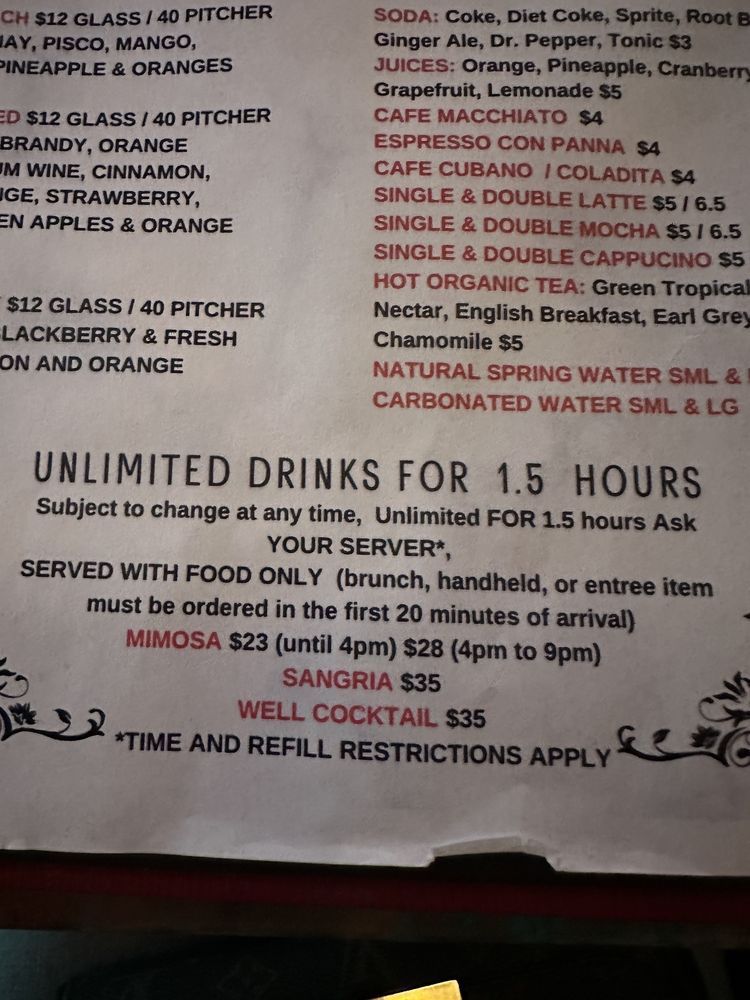 CH $12 GLASS / 40 PITCHER
AY, PISCO, MANGO,
PINEAPPLE & ORANGES
ED $12 GLASS / 40 PITCHER
BRANDY, ORANGE
UM WINE, CINNAMON,
GE, STRAWBERRY,
EN APPLES & ORANGE
$12 GLASS / 40 PITCHER
LACKBERRY & FRESH
ON AND ORANGE
SODA: Coke, Diet Coke, Sprite, Root B
Ginger Ale, Dr. Pepper, Tonic $3
JUICES: Orange, Pineapple, Cranberry
Grapefruit, Lemonade $5
CAFE MACCHIATO $4
ESPRESSO CON PANNA $4
CAFE CUBANO / COLADITA $4
SINGLE & DOUBLE LATTE $5 / 6.5
SINGLE & DOUBLE MOCHA $5 / 6.5
SINGLE & DOUBLE CAPPUCINO $5
HOT ORGANIC TEA: Green Tropical
Nectar, English Breakfast, Earl Grey
Chamomile $5
NATURAL SPRING WATER SML &
CARBONATED WATER SML & LG
UNLIMITED DRINKS FOR 1.5 HOURS
Subject to change at any time, Unlimited FOR 1.5 hours Ask
YOUR SERVER*,
SERVED WITH FOOD ONLY (brunch, handheld, or entree item
must be ordered in the first 20 minutes of arrival)
MIMOSA $23 (until 4pm) $28 (4pm to 9pm)
SANGRIA $35
WELL COCKTAIL $35
*TIME AND REFILL RESTRICTIONS APPLY